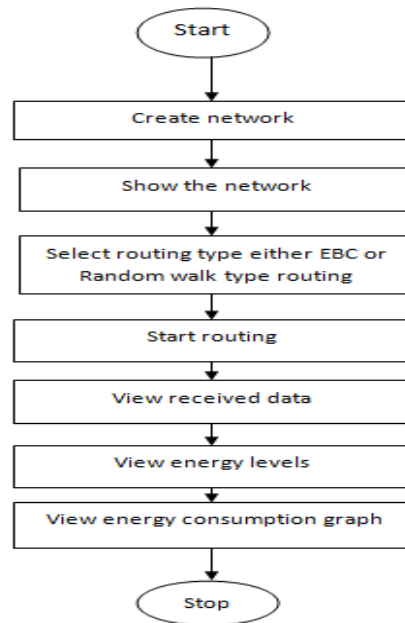 Start
Create network
Show the network
Select routing type either EBC or
Random walk type routing
Start routing
View received data
View energy levels
View energy consumption graph
Stop